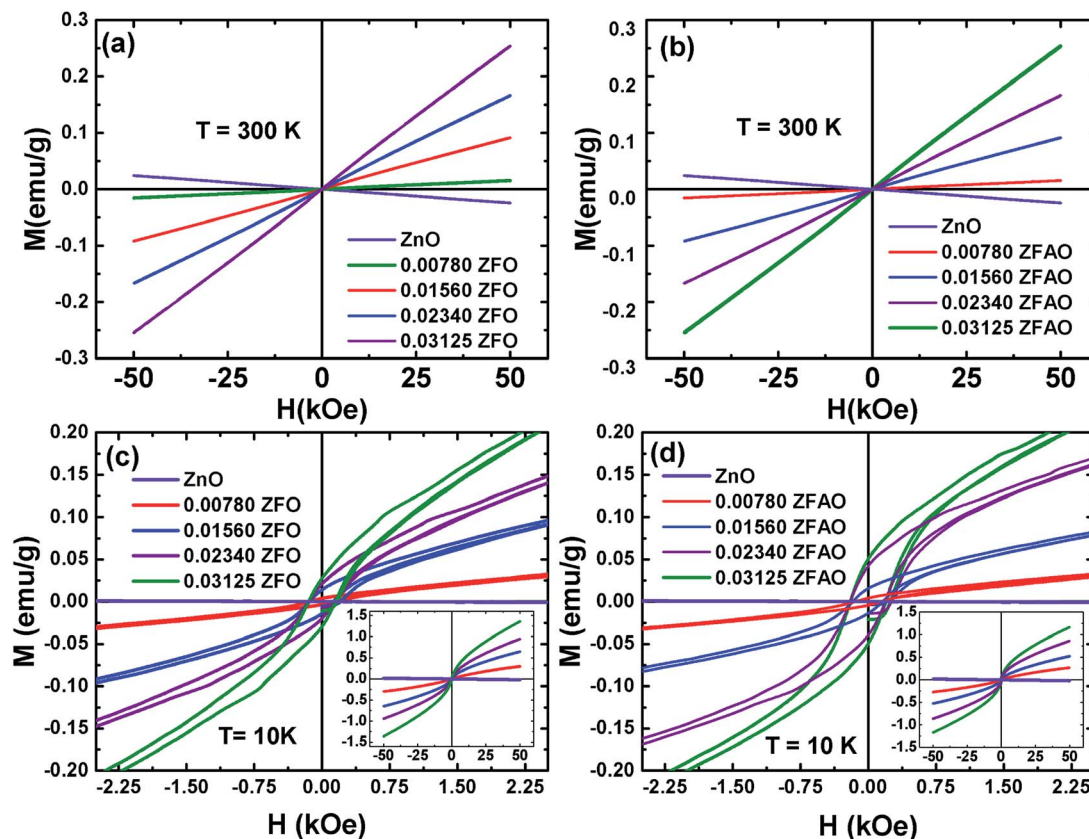 (a)
T = 300 K
M(emu/g)
0.3
0.2
0.1
0.0
-0.1
-0.2
-0.3
ZnO
0.00780 ZFO
0.01560 ZFO
0.02340 ZFO
0.03125 ZFO
-50 -25 0 25 50
H(kOe)
(b)
T = 300 K
M(emu/g)
0.3
0.2
0.1
0.0
-0.1
-0.2
0.3
ZnO
0.00780 ZFAO
0.01560 ZFAO
0.02340 ZFAO
0.03125 ZFAO
-50 -25 0 25 50
H(kOe)
(c)
M (emu/g)
0.20
0.15
0.10
0.05
0.00
-0.05
-0.10
-0.15
-0.20
ZnO
0.00780 ZFO
0.01560 ZFO
0.02340 ZFO
0.03125 ZFO
T= 10K
1.5
1.0
0.5
0.0
-0.5
-1.0
-1.5
-50 -25 0 25 50
-2.25 -1.50 -0.75 0.00 0.75 1.50 2.25
H (kOe)
(d)
M (emu/g)
0.20
0.15
0.10
0.05
0.00
-0.05
-0.10
-0.15
-0.20
ZnO
0.00780 ZFAO
0.01560 ZFAO
0.02340 ZFAO
0.03125 ZFAO
T = 10 K
1.5
1.0
0.5
0.0
-0.5
-1.0
-1.5
-50 -25 0 25 50
-2.25 -1.50 -0.75 0.00 0.75 1.50 2.25
H (kOe)